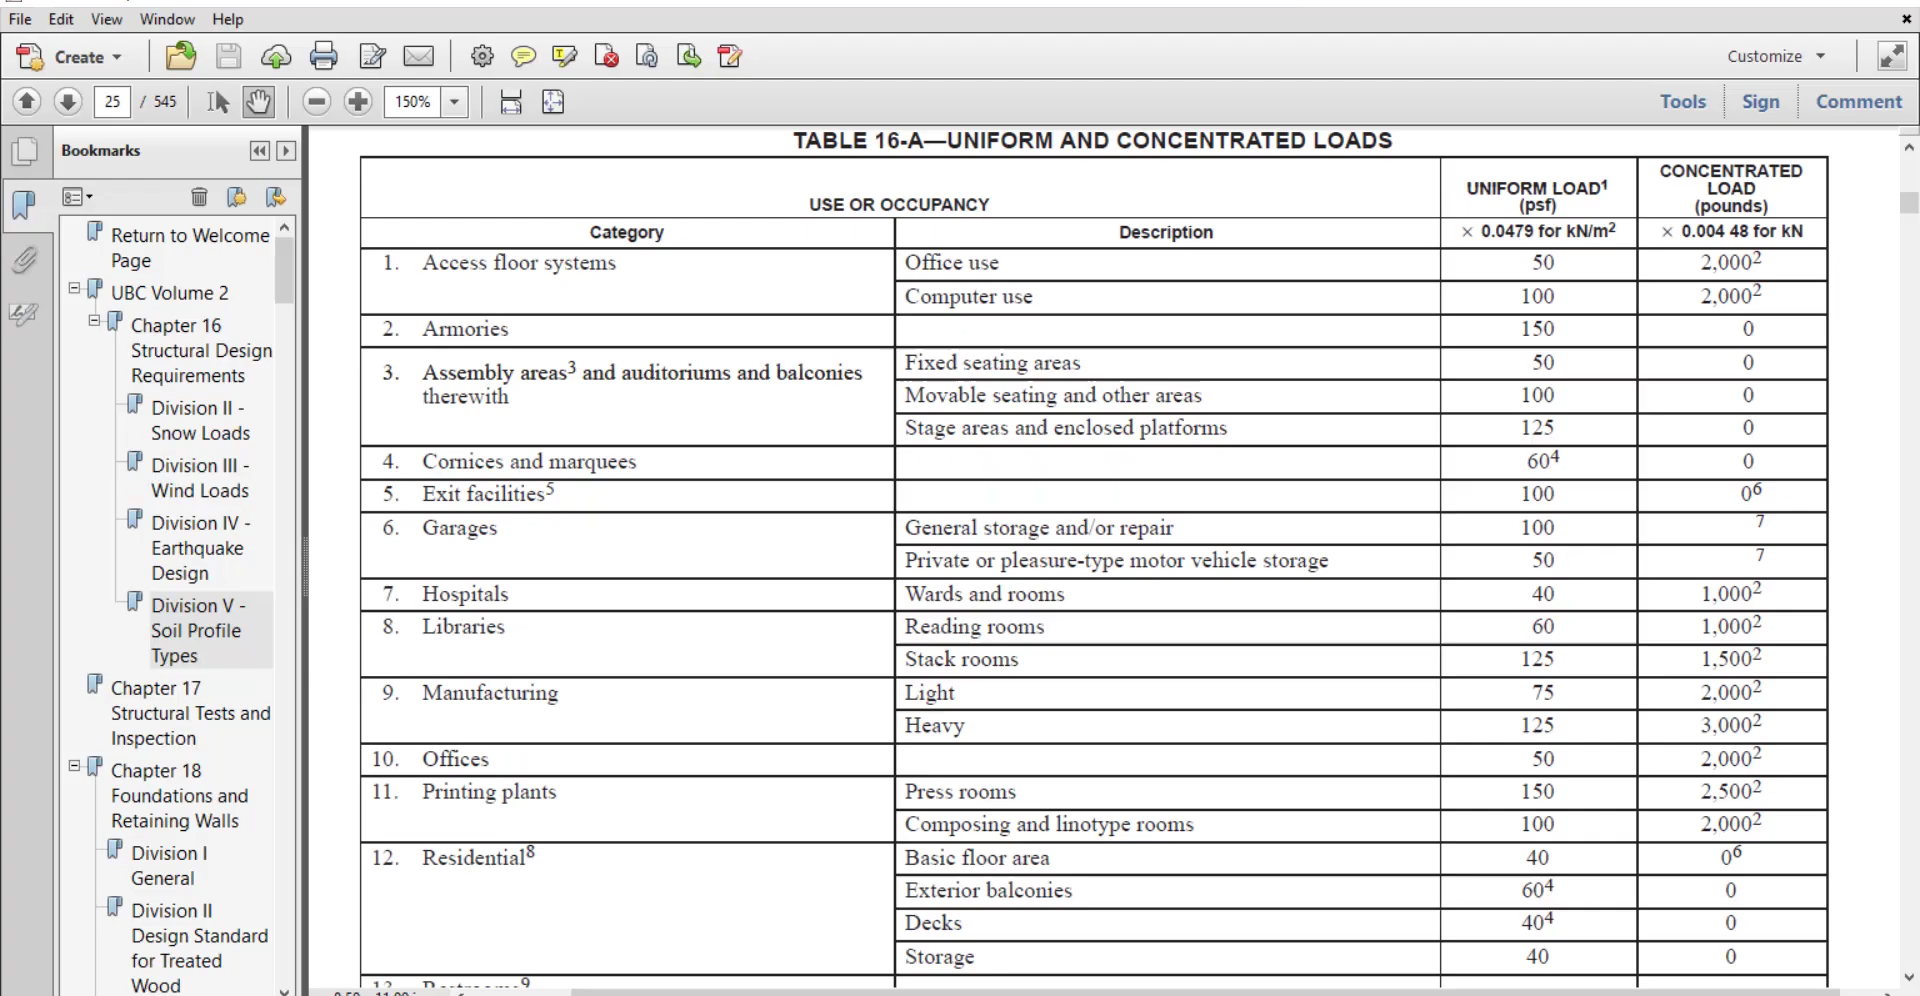 File Edit View Window Help
Create
Customize
25 / 545
150%
Tools Sign Comment
Bookmarks
Return to Welcome
Page
UBC Volume 2
Chapter 16
Structural Design
Requirements
Division II -
Snow Loads
Division III -
Wind Loads
Division IV -
Earthquake
Design
Division V -
Soil Profile
Types
Chapter 17
Structural Tests and
Inspection
Chapter 18
Foundations and
Retaining Walls
Division I
General
Division II
Design Standard
for Treated
Wood
TABLE 16-A—UNIFORM AND CONCENTRATED LOADS
USE OR OCCUPANCY
UNIFORM LOAD¹
(psf)
CONCENTRATED
LOAD
(pounds)
Category Description × 0.0479 for kN/m² × 0.004 48 for kN
1. Access floor systems Office use 50 2,000²
Computer use 100 2,000²
2. Armories 150 0
3. Assembly areas³ and auditoriums and balconies
therewith
Fixed seating areas 50 0
Movable seating and other areas 100 0
Stage areas and enclosed platforms 125 0
4. Cornices and marquees 60⁴ 0
5. Exit facilities⁵ 100 0⁶
6. Garages General storage and/or repair 100 ⁷
Private or pleasure-type motor vehicle storage 50 ⁷
7. Hospitals Wards and rooms 40 1,000²
8. Libraries Reading rooms 60 1,000²
Stack rooms 125 1,500²
9. Manufacturing Light 75 2,000²
Heavy 125 3,000²
10. Offices 50 2,000²
11. Printing plants Press rooms 150 2,500²
Composing and linotype rooms 100 2,000²
12. Residential⁸ Basic floor area 40 0⁶
Exterior balconies 60⁴ 0
Decks 40⁴ 0
Storage 40 0